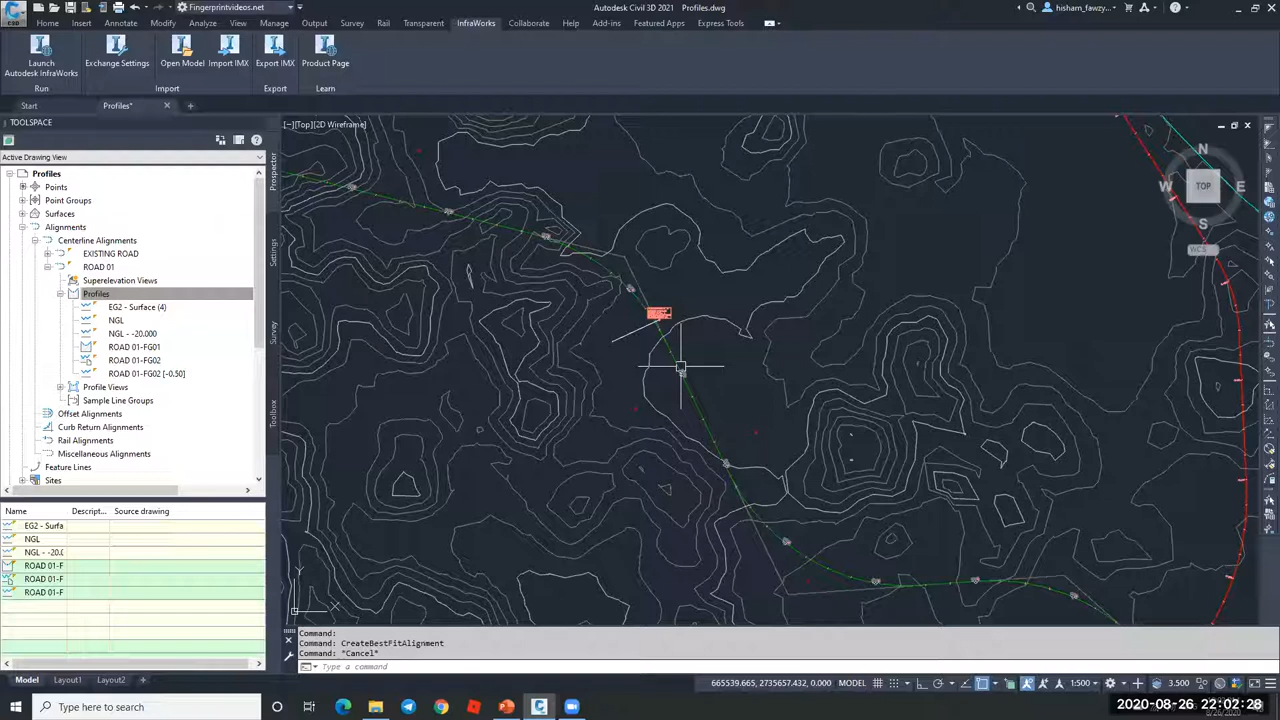 Fingerprintvideos.net
Autodesk Civil 3D 2021 Profiles.dwg
hisham_fawzy...
C3D
Output
Home Insert Annotate Modify Analyze View Manage Output Survey Rail Transparent InfraWorks Collaborate Help Add-ins Featured Apps Express Tools
Launch
Autodesk InfraWorks
Exchange Settings
Open Model
Import IMX
Export IMX
Product Page
Run Import Export Learn
Start Profiles*
TOOLSPACE
[−][Top][2D Wireframe]
Active Drawing View
Profiles
Points
Point Groups
Surfaces
Alignments
Centerline Alignments
EXISTING ROAD
ROAD 01
Superelevation Views
Profiles
EG2 - Surface (4)
NGL
NGL - -20.000
ROAD 01-FG01
ROAD 01-FG02
ROAD 01-FG02 [-0.50]
Profile Views
Sample Line Groups
Offset Alignments
Curb Return Alignments
Rail Alignments
Miscellaneous Alignments
Feature Lines
Sites
Prospector
Settings
Survey
Toolbox
N
W TOP E
S
WCS
Name Descript... Source drawing
EG2 - Surfa
NGL
NGL - -20.0
ROAD 01-F
ROAD 01-F
ROAD 01-F
Y
X
Command:
Command: CreateBestFitAlignment
Command: *Cancel*
Type a command
Model Layout1 Layout2
665539.665, 2735657.432, 0.000 MODEL 1:500 3.500
Type here to search
2020-08-26 22:02:28